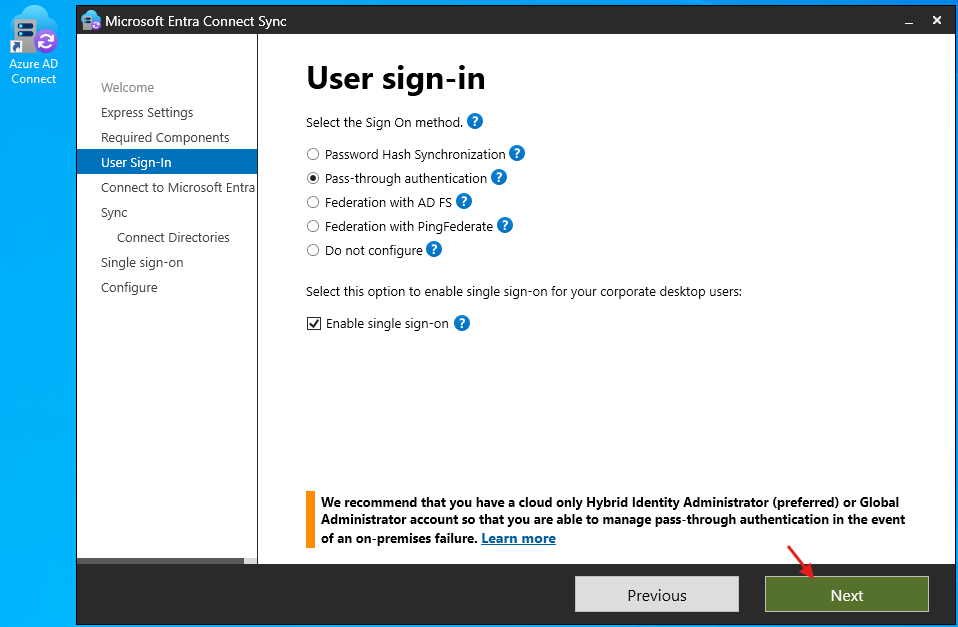 Azure AD
Connect
Microsoft Entra Connect Sync
Welcome
Express Settings
Required Components
User Sign-In
Connect to Microsoft Entra
Sync
Connect Directories
Single sign-on
Configure
User sign-in
Select the Sign On method. ?
Password Hash Synchronization ?
Pass-through authentication ?
Federation with AD FS ?
Federation with PingFederate ?
Do not configure ?
Select this option to enable single sign-on for your corporate desktop users:
Enable single sign-on ?
We recommend that you have a cloud only Hybrid Identity Administrator (preferred) or Global
Administrator account so that you are able to manage pass-through authentication in the event
of an on-premises failure. Learn more
Previous
Next